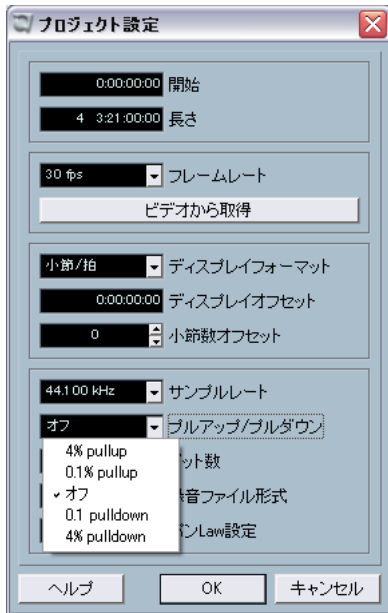 プロジェクト設定
0:00:00:00 開始
4 3:21:00:00 長さ
30 fps フレームレート
ビデオから取得
小節/拍 ディスプレイフォーマット
0:00:00:00 ディスプレイオフセット
0 小節数オフセット
44.100 kHz サンプルレート
オフ プルアップ/プルダウン
4% pullup
ット数
0.1% pullup
オフ
音ファイル形式
0.1 pulldown
ンLaw設定
4% pulldown
ヘルプ OK キャンセル